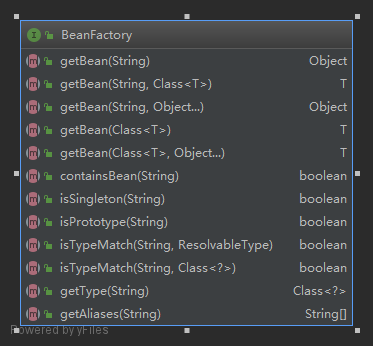 I BeanFactory
m getBean(String) Object
m getBean(String, Class<T>) T
m getBean(String, Object...) Object
m getBean(Class<T>) T
m getBean(Class<T>, Object...) T
m containsBean(String) boolean
m isSingleton(String) boolean
m isPrototype(String) boolean
m isTypeMatch(String, ResolvableType) boolean
m isTypeMatch(String, Class<?>) boolean
m getType(String) Class<?>
m getAliases(String) String[]
Powered by yFiles